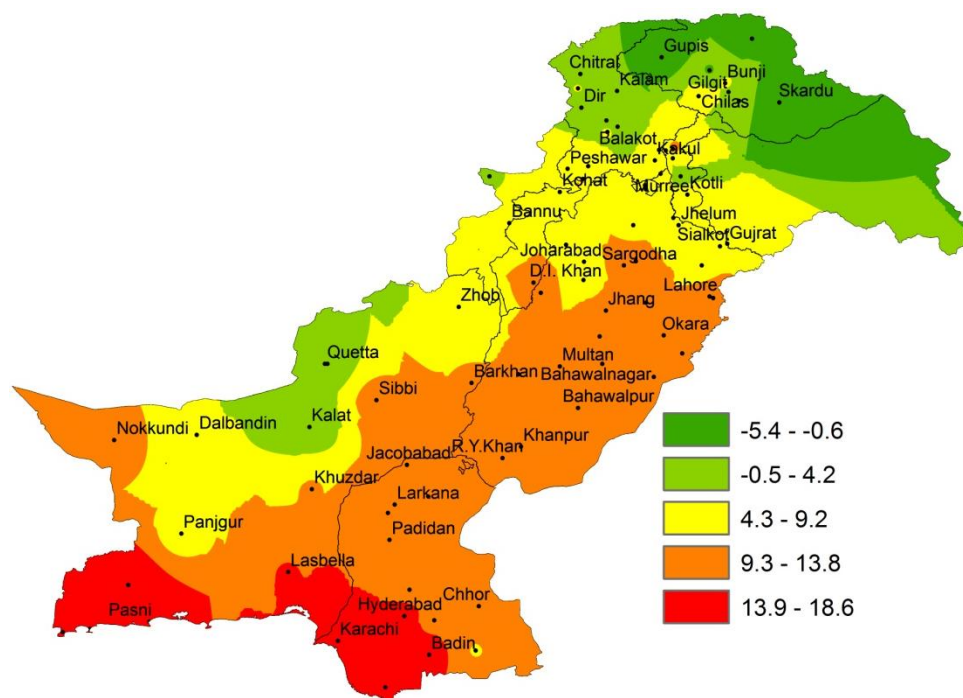 Gupis
Chitral
Kalam
Gilgit
Bunji
Skardu
Dir
Chilas
Balakot
Kakul
Peshawar
Kohat
Murree
Kotli
Bannu
Jhelum
Sialkot
Gujrat
Joharabad
Sargodha
D.I. Khan
Zhob
Jhang
Lahore
Okara
Quetta
Multan
Barkhan
Bahawalnagar
Sibbi
Bahawalpur
Nokkundi
Dalbandin
Kalat
Khanpur
R.Y.Khan
Jacobabad
Khuzdar
Larkana
Panjgur
Padidan
Lasbella
Pasni
Hyderabad
Chhor
Karachi
Badin
-5.4 - -0.6
-0.5 - 4.2
4.3 - 9.2
9.3 - 13.8
13.9 - 18.6